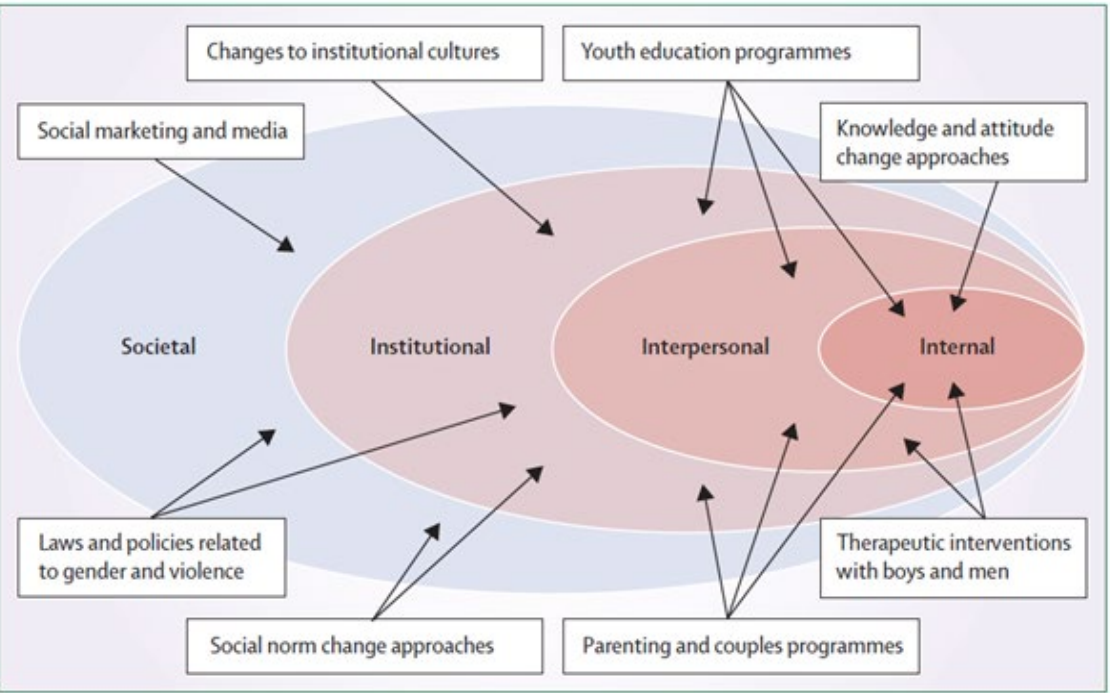 Changes to institutional cultures
Youth education programmes
Social marketing and media
Knowledge and attitude
change approaches
Societal
Institutional
Interpersonal
Internal
Laws and policies related
to gender and violence
Therapeutic interventions
with boys and men
Social norm change approaches
Parenting and couples programmes